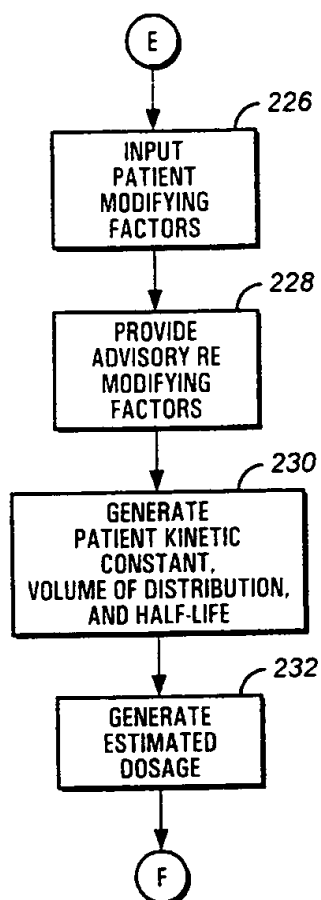 E
226
INPUT
PATIENT
MODIFYING
FACTORS
228
PROVIDE
ADVISORY RE
MODIFYING
FACTORS
230
GENERATE
PATIENT KINETIC
CONSTANT,
VOLUME OF DISTRIBUTION,
AND HALF-LIFE
232
GENERATE
ESTIMATED
DOSAGE
F